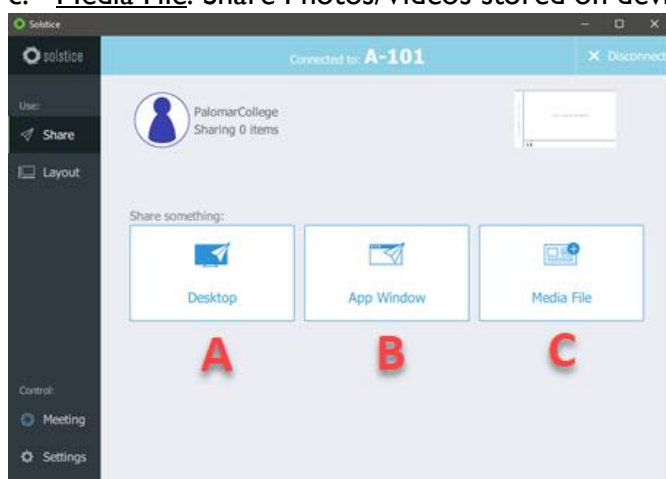 c. Media File: Share Photos/Videos stored on devi
Solstice
solstice
Connected to: A-101
Disconnect
Use:
Share
Layout
PalomarCollege
Sharing 0 items
Share something:
Desktop
App Window
Media File
A
B
C
Control:
Meeting
Settings